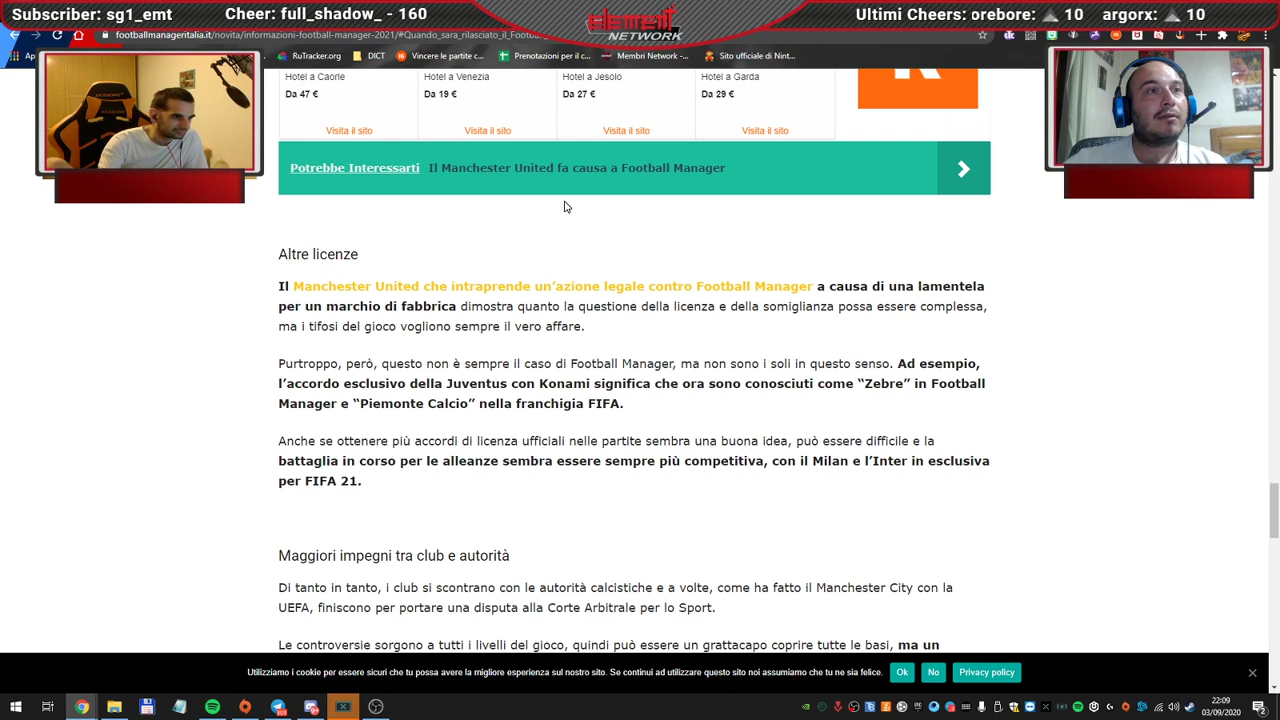 Subscriber: sg1_emt
Cheer: full_shadow_ - 160
element
NETWORK
Ultimi Cheers: orebore: 10 argorx: 10
footballmanageritalia.it/novita/informazioni-football-manager-2021/#Quando_sara_rilasciato_il_Footba
RuTracker.org
DICT
Vincere le partite c...
Prenotazioni per il c...
Membri Network -...
Sito ufficiale di Nint...
Hotel a Caorle
Hotel a Venezia
Hotel a Jesolo
Hotel a Garda
Da 47 €
Da 19 €
Da 27 €
Da 29 €
Visita il sito
Visita il sito
Visita il sito
Visita il sito
Potrebbe Interessarti Il Manchester United fa causa a Football Manager
Altre licenze
Il Manchester United che intraprende un’azione legale contro Football Manager a causa di una lamentela
per un marchio di fabbrica dimostra quanto la questione della licenza e della somiglianza possa essere complessa,
ma i tifosi del gioco vogliono sempre il vero affare.
Purtroppo, però, questo non è sempre il caso di Football Manager, ma non sono i soli in questo senso. Ad esempio,
l’accordo esclusivo della Juventus con Konami significa che ora sono conosciuti come “Zebre” in Football
Manager e “Piemonte Calcio” nella franchigia FIFA.
Anche se ottenere più accordi di licenza ufficiali nelle partite sembra una buona idea, può essere difficile e la
battaglia in corso per le alleanze sembra essere sempre più competitiva, con il Milan e l’Inter in esclusiva
per FIFA 21.
Maggiori impegni tra club e autorità
Di tanto in tanto, i club si scontrano con le autorità calcistiche e a volte, come ha fatto il Manchester City con la
UEFA, finiscono per portare una disputa alla Corte Arbitrale per lo Sport.
Le controversie sorgono a tutti i livelli del gioco, quindi può essere un grattacapo coprire tutte le basi, ma un
Utilizziamo i cookie per essere sicuri che tu possa avere la migliore esperienza sul nostro sito. Se continui ad utilizzare questo sito noi assumiamo che tu ne sia felice.
Ok
No
Privacy policy
22:09
03/09/2020